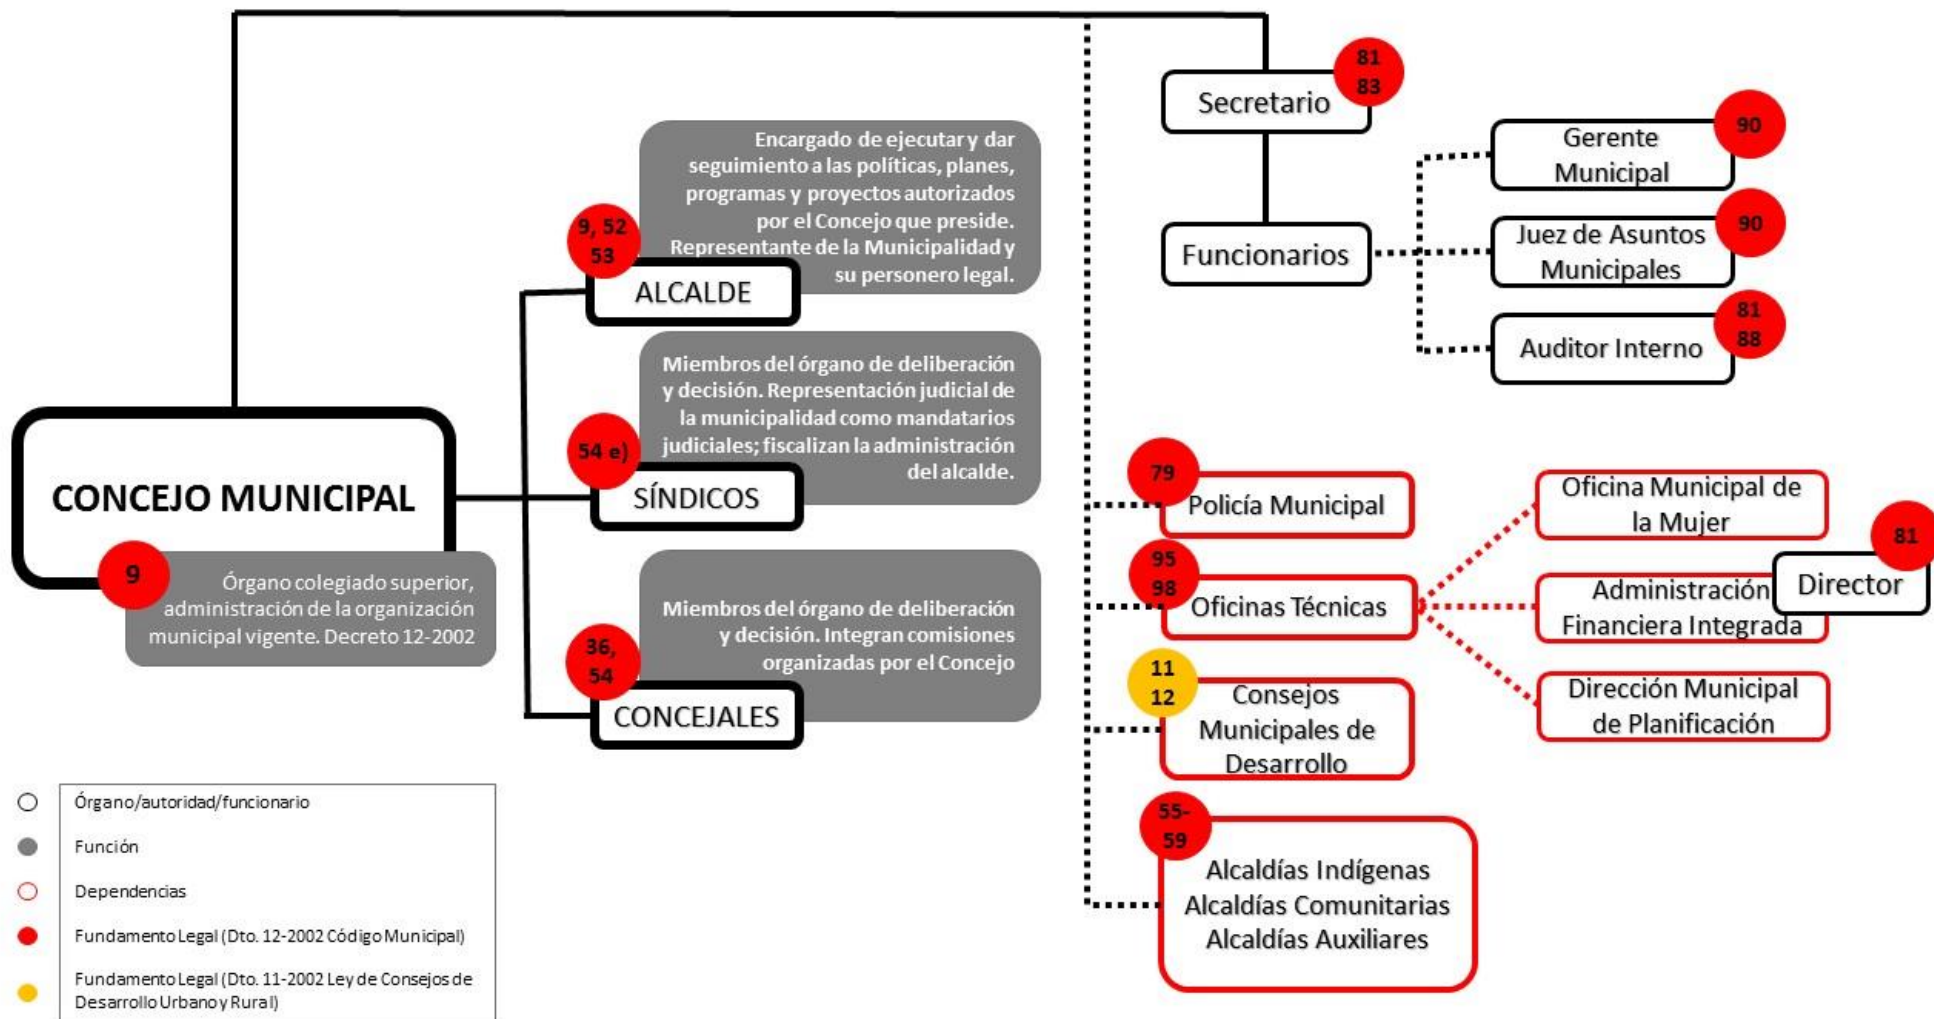 81
83
Secretario
Funcionarios
90
Gerente
Municipal
90
Juez de Asuntos
Municipales
81
88
Auditor Interno
Encargado de ejecutar y dar
seguimiento a las políticas, planes,
programas y proyectos autorizados
por el Concejo que preside.
Representante de la Municipalidad y
su personero legal.
9, 52
53
ALCALDE
Miembros del órgano de deliberación
y decisión. Representación judicial de
la municipalidad como mandatarios
judiciales; fiscalizan la administración
del alcalde.
54 e)
SÍNDICOS
Miembros del órgano de deliberación
y decisión. Integran comisiones
organizadas por el Concejo
36,
54
CONCEJALES
CONCEJO MUNICIPAL
9
Órgano colegiado superior,
administración de la organización
municipal vigente. Decreto 12-2002
79
Policía Municipal
95
98
Oficinas Técnicas
Oficina Municipal de
la Mujer
Administración
Financiera Integrada
81
Director
Dirección Municipal
de Planificación
11
12
Consejos
Municipales de
Desarrollo
55-
59
Alcaldías Indígenas
Alcaldías Comunitarias
Alcaldías Auxiliares
Órgano/autoridad/funcionario
Función
Dependencias
Fundamento Legal (Dto. 12-2002 Código Municipal)
Fundamento Legal (Dto. 11-2002 Ley de Consejos de
Desarrollo Urbano y Rural)